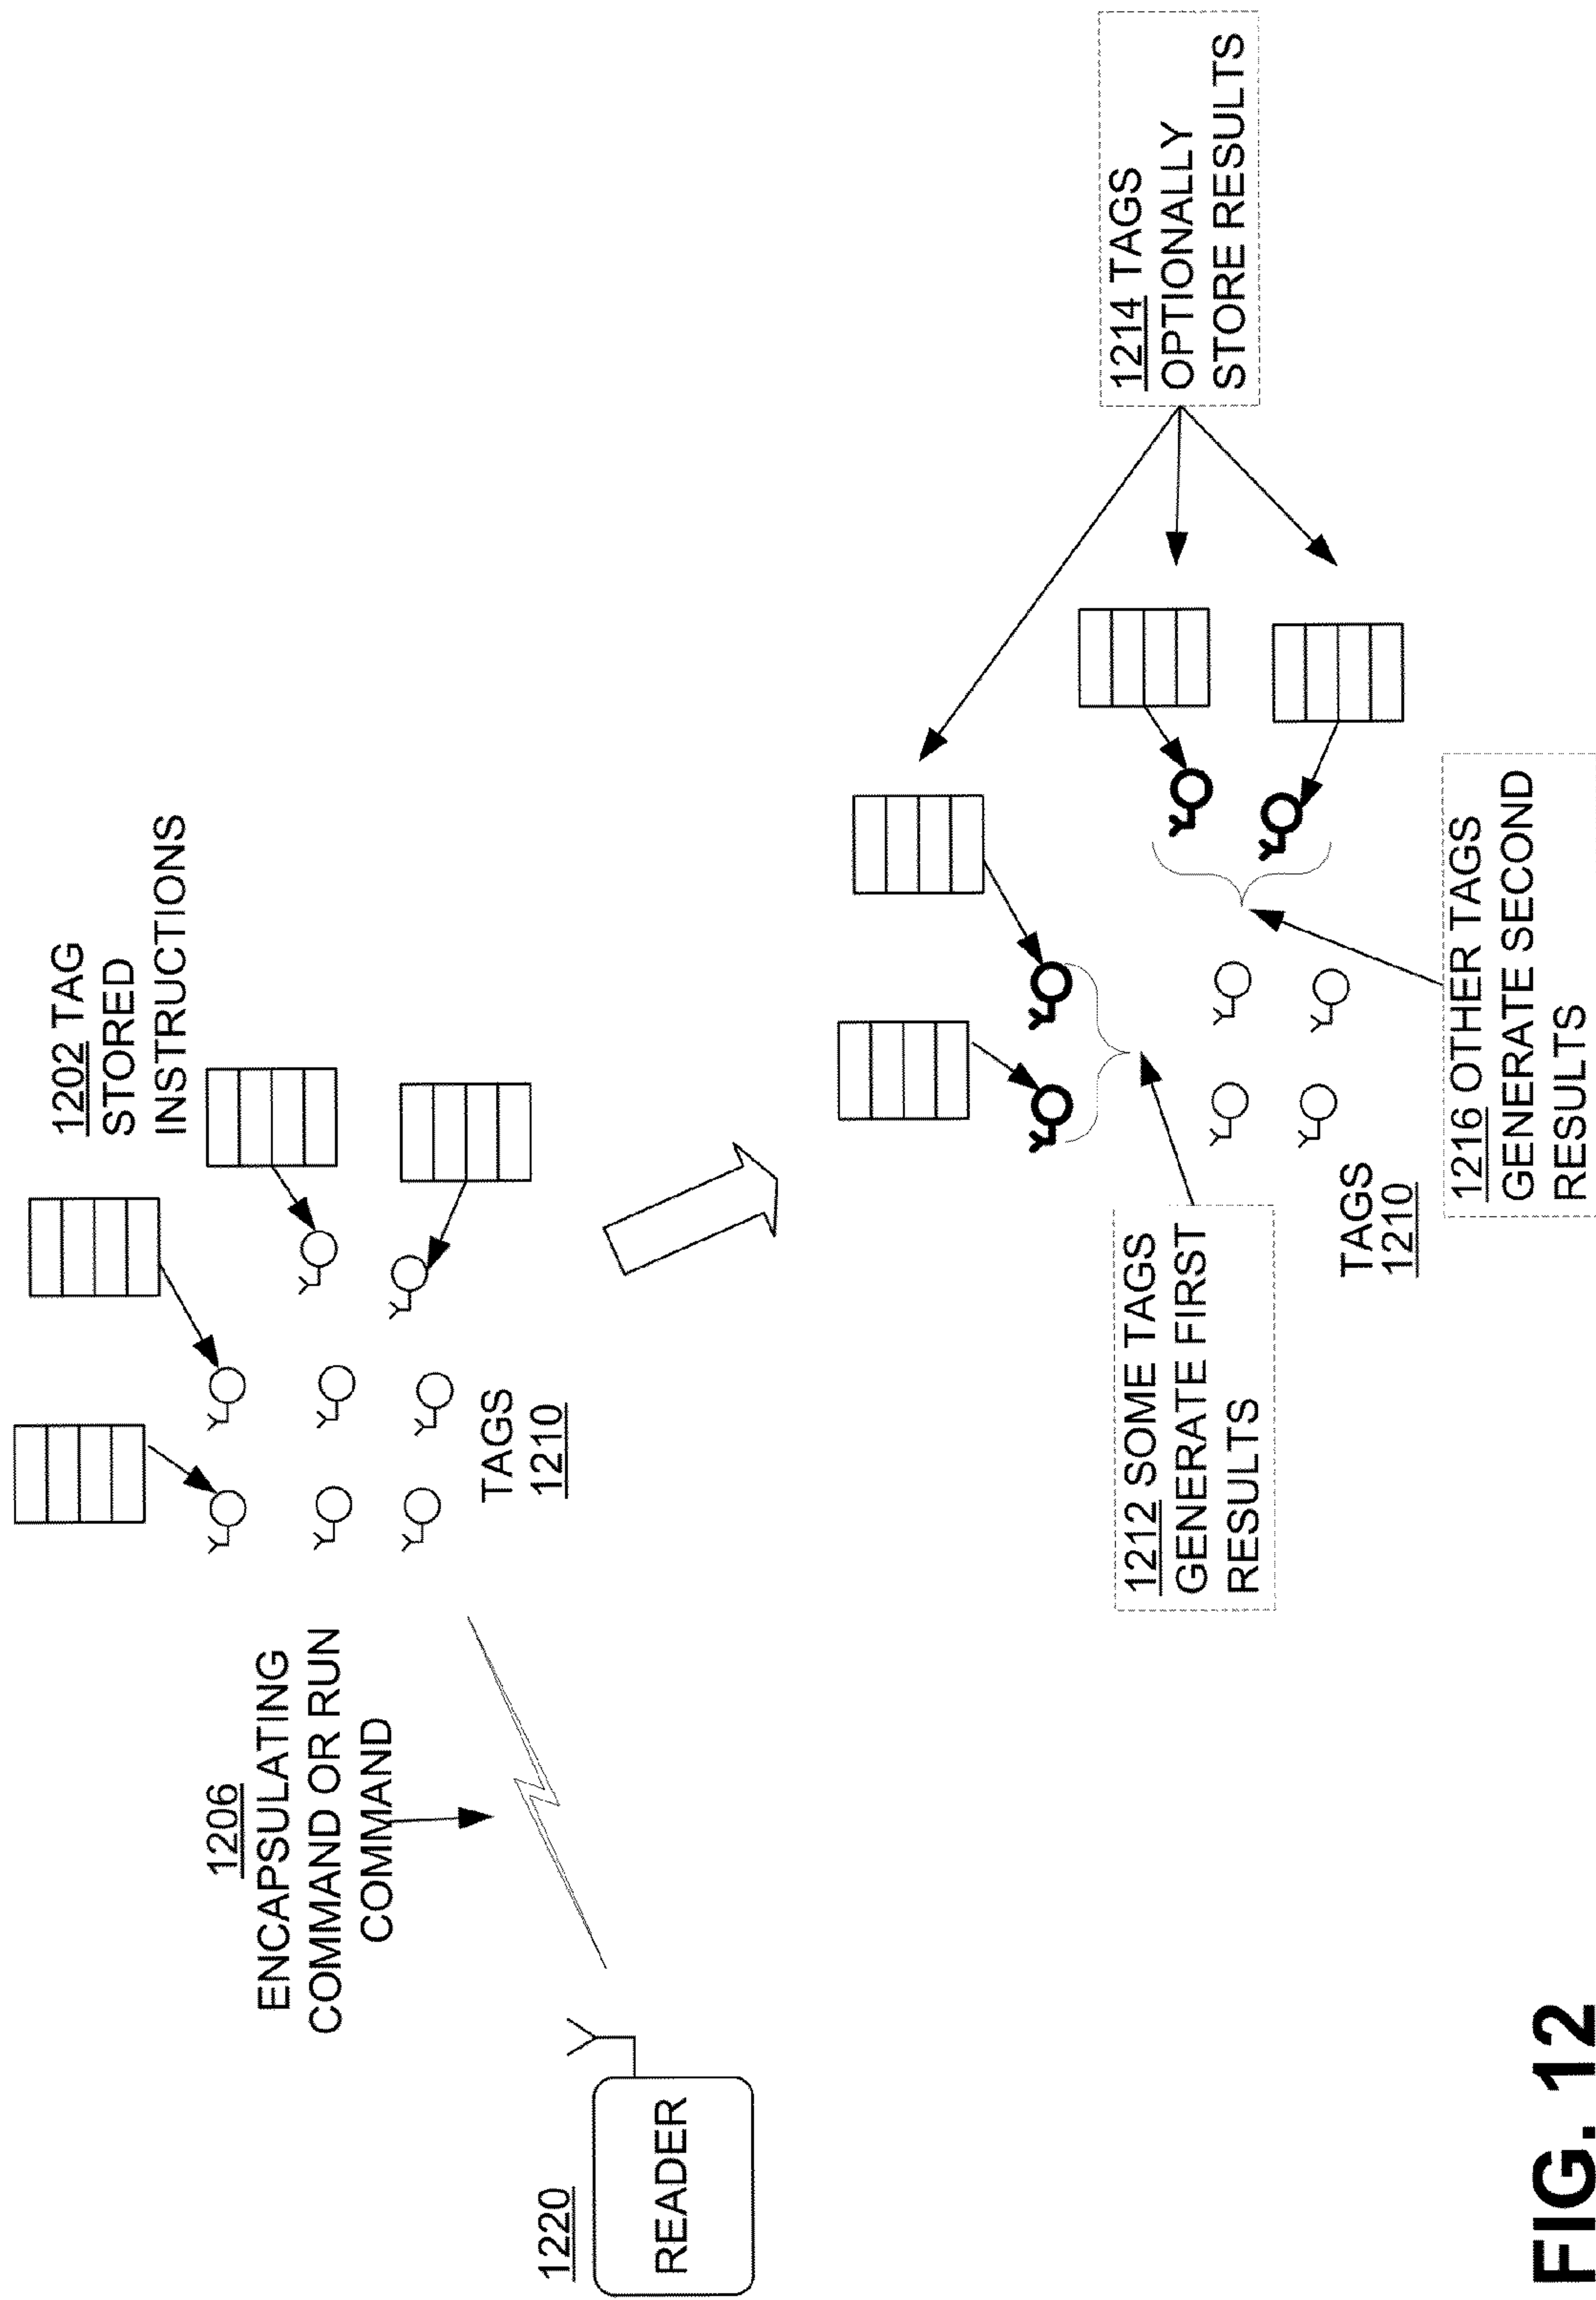 1202 TAG
STORED
INSTRUCTIONS
1206
ENCAPSULATING
COMMAND OR RUN
COMMAND
TAGS
1210
1220
READER
1214 TAGS
OPTIONALLY
STORE RESULTS
1212 SOME TAGS
GENERATE FIRST
RESULTS
TAGS
1210
1216 OTHER TAGS
GENERATE SECOND
RESULTS
FIG. 12